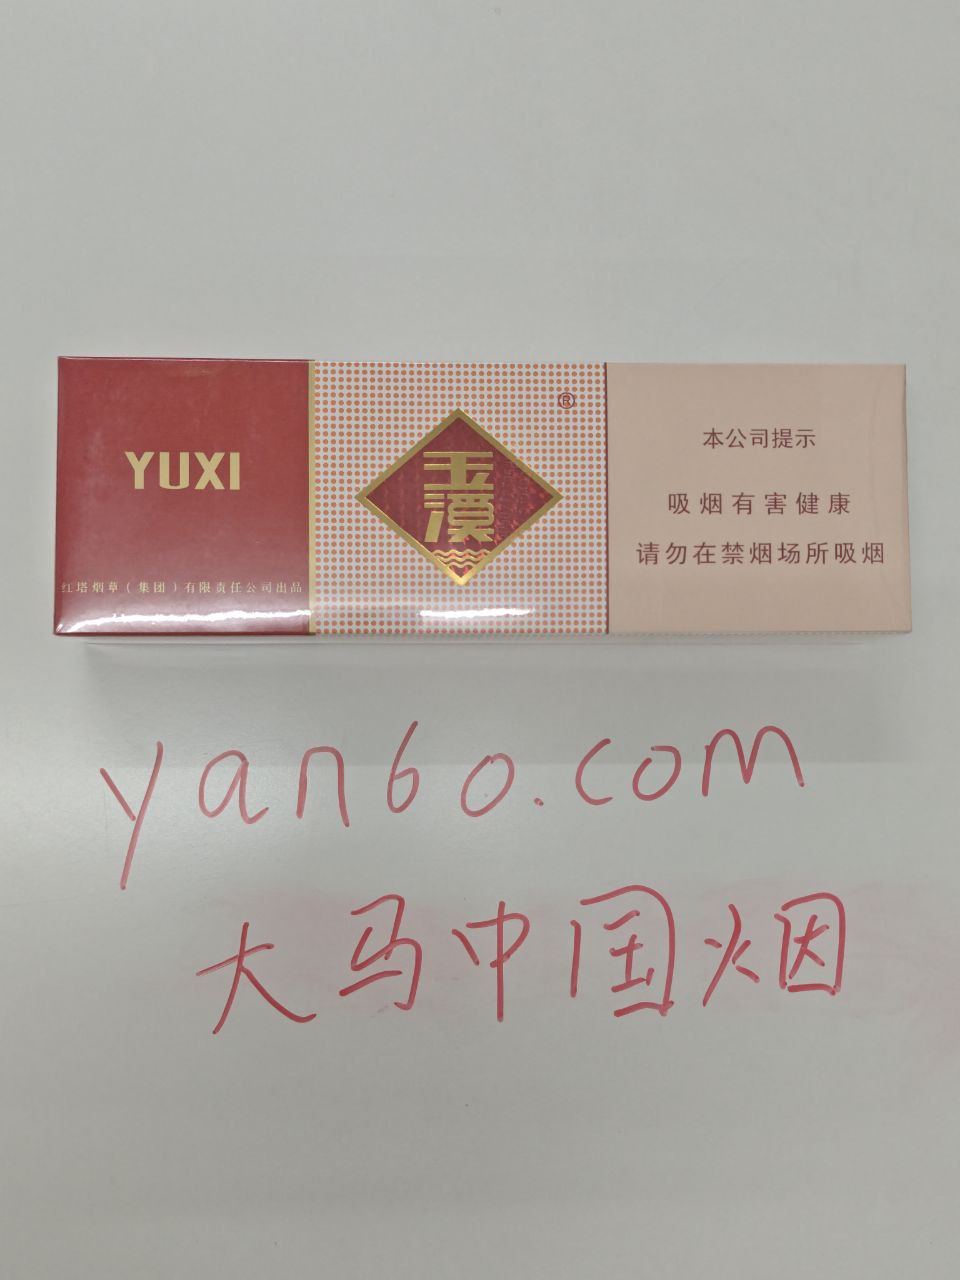 YUXI
红塔烟草（集团）有限责任公司出品
玉溪
®
本公司提示
吸烟有害健康
请勿在禁烟场所吸烟
yan60.com
大马中国烟